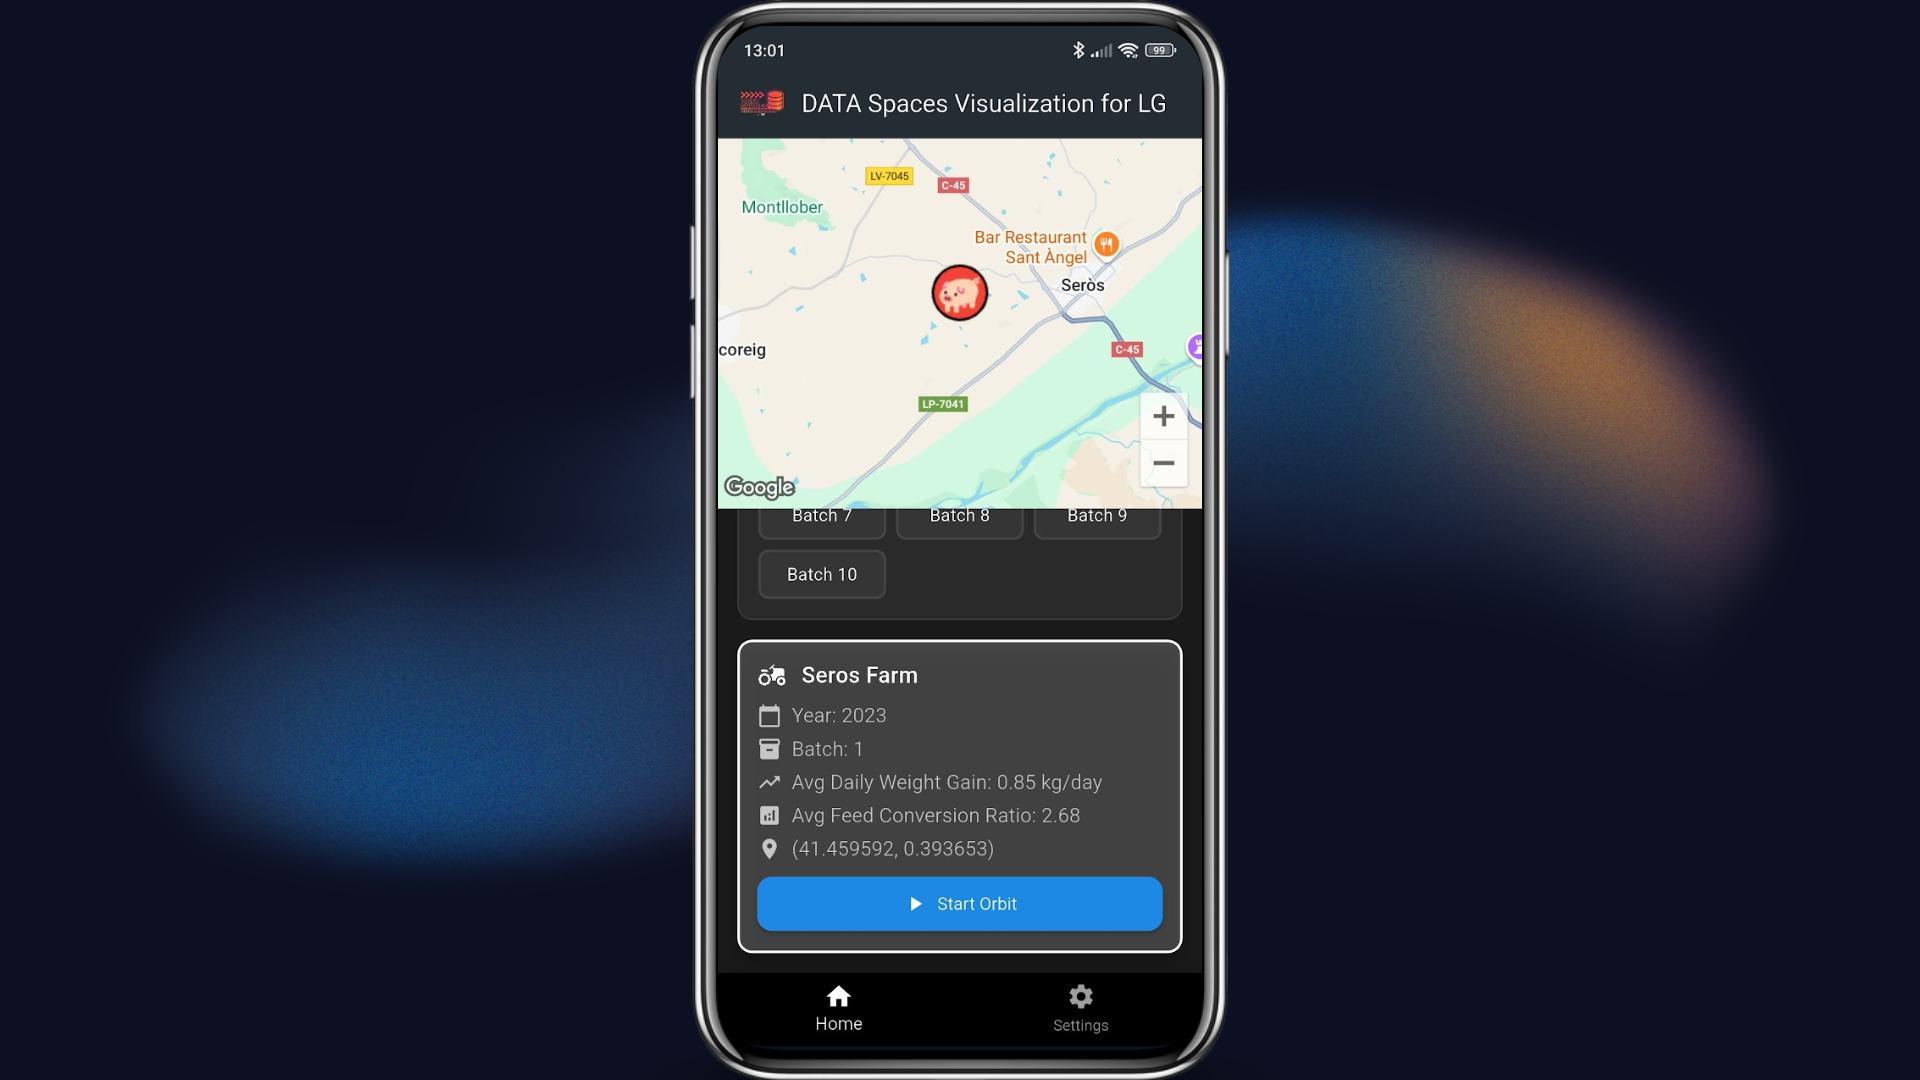 13:01
99
DATA Spaces Visualization for LG
LV-7045
C-45
Montllober
Bar Restaurant
Sant Àngel
Seròs
coreig
C-45
LP-7041
Google
Batch 7
Batch 8
Batch 9
Batch 10
Seros Farm
Year: 2023
Batch: 1
Avg Daily Weight Gain: 0.85 kg/day
Avg Feed Conversion Ratio: 2.68
(41.459592, 0.393653)
Start Orbit
Home
Settings